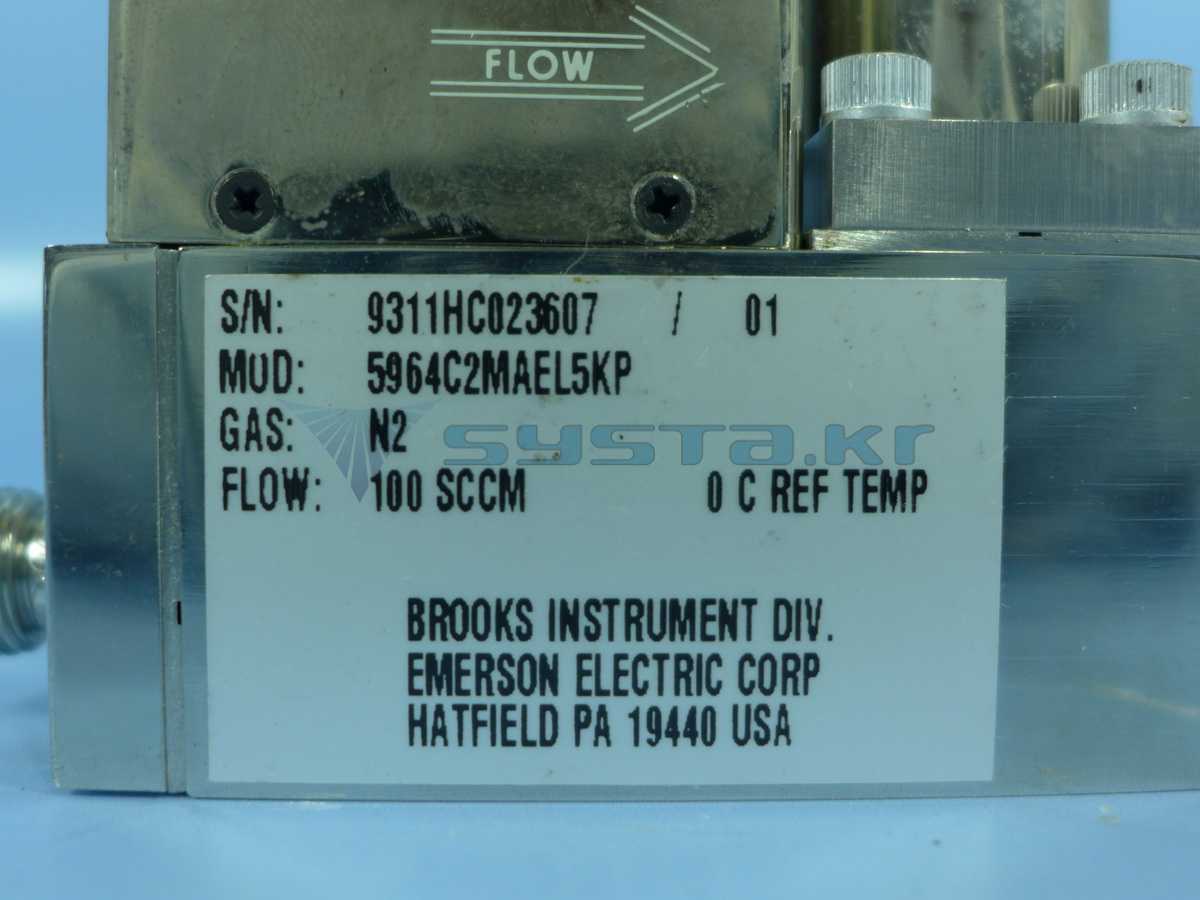 FLOW
S/N: 9311HC023607 / 01
MOD: 5964C2MAEL5KP
GAS: N2
systa.kr
FLOW: 100 SCCM 0 C REF TEMP
BROOKS INSTRUMENT DIV.
EMERSON ELECTRIC CORP
HATFIELD PA 19440 USA